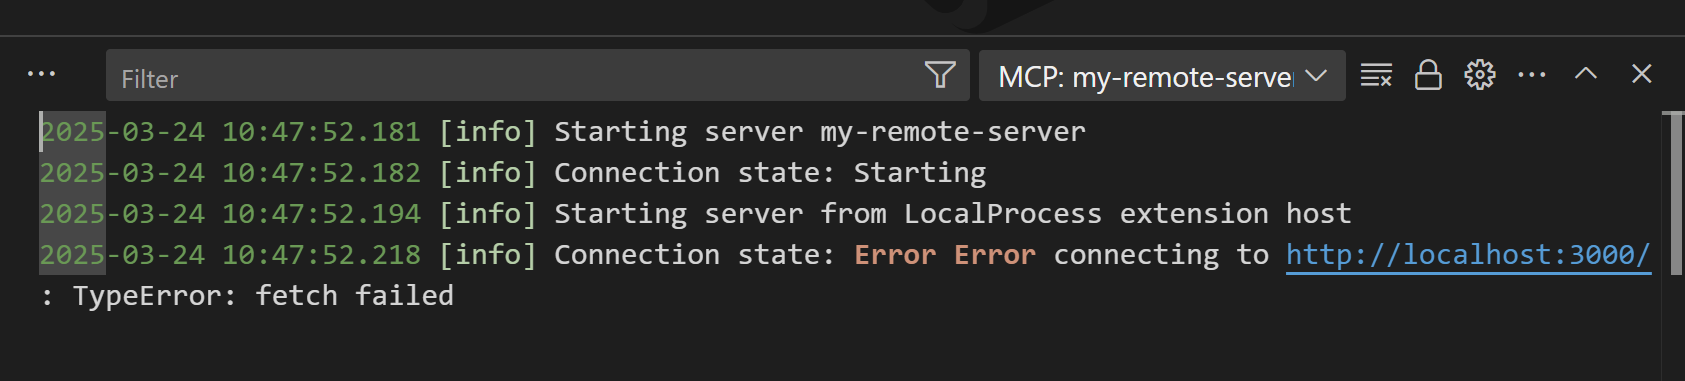 Filter
MCP: my-remote-server
2025-03-24 10:47:52.181 [info] Starting server my-remote-server
2025-03-24 10:47:52.182 [info] Connection state: Starting
2025-03-24 10:47:52.194 [info] Starting server from LocalProcess extension host
2025-03-24 10:47:52.218 [info] Connection state: Error Error connecting to http://localhost:3000/
: TypeError: fetch failed